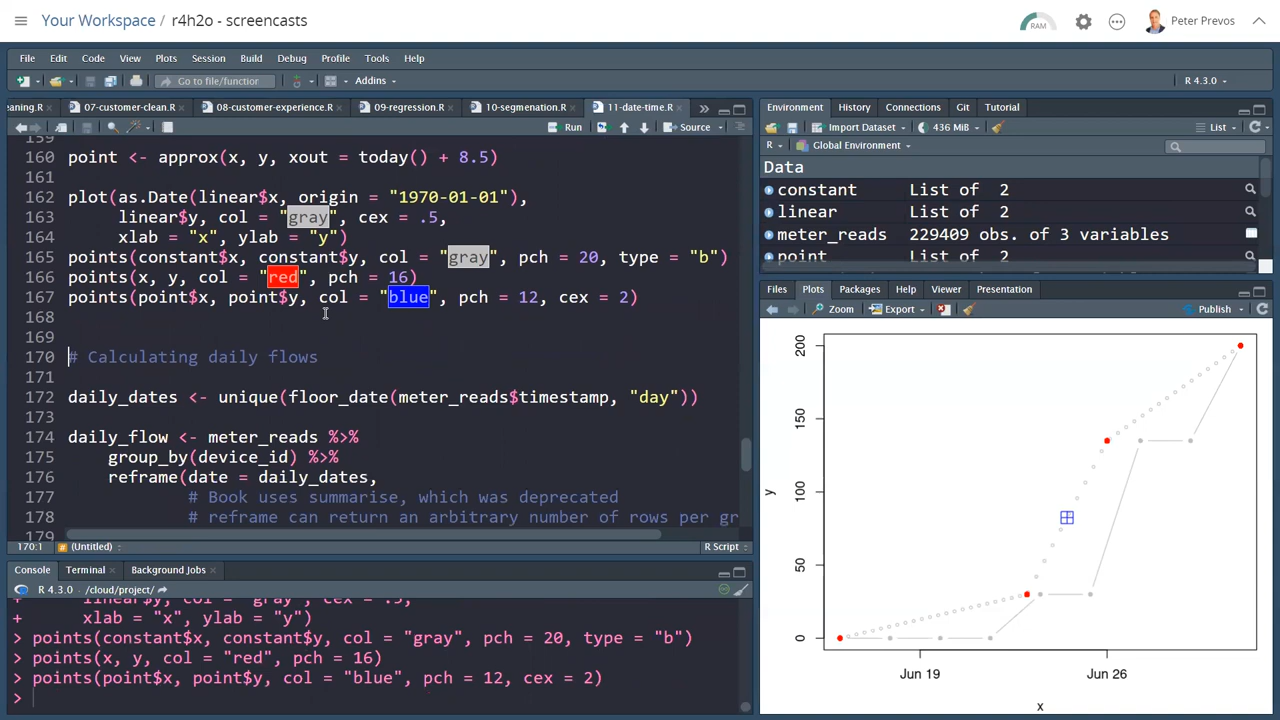 Your Workspace / r4h2o - screencasts
RAM
Peter Prevos
File Edit Code View Plots Session Build Debug Profile Tools Help
Go to file/function
Addins
R 4.3.0
eaning.R
07-customer-clean.R
08-customer-experience.R
09-regression.R
10-segmenation.R
11-date-time.R
Run
Source
159
160 point <- approx(x, y, xout = today() + 8.5)
161
162 plot(as.Date(linear$x, origin = "1970-01-01"),
163 linear$y, col = "gray", cex = .5,
164 xlab = "x", ylab = "y")
165 points(constant$x, constant$y, col = "gray", pch = 20, type = "b")
166 points(x, y, col = "red", pch = 16)
167 points(point$x, point$y, col = "blue", pch = 12, cex = 2)
168
169
170 # Calculating daily flows
171
172 daily_dates <- unique(floor_date(meter_reads$timestamp, "day"))
173
174 daily_flow <- meter_reads %>%
175 group_by(device_id) %>%
176 reframe(date = daily_dates,
177 # Book uses summarise, which was deprecated
178 # reframe can return an arbitrary number of rows per gr
179
170:1
(Untitled)
R Script
Console Terminal Background Jobs
R 4.3.0 · /cloud/project/
+ linear$y, col = "gray", cex = .5,
+ xlab = "x", ylab = "y")
> points(constant$x, constant$y, col = "gray", pch = 20, type = "b")
> points(x, y, col = "red", pch = 16)
> points(point$x, point$y, col = "blue", pch = 12, cex = 2)
>
Environment History Connections Git Tutorial
Import Dataset
436 MiB
List
R
Global Environment
Data
constant List of 2
linear List of 2
meter_reads 229409 obs. of 3 variables
point List of 2
Files Plots Packages Help Viewer Presentation
Zoom
Export
Publish
200
150
100
50
0
y
Jun 19
Jun 26
x